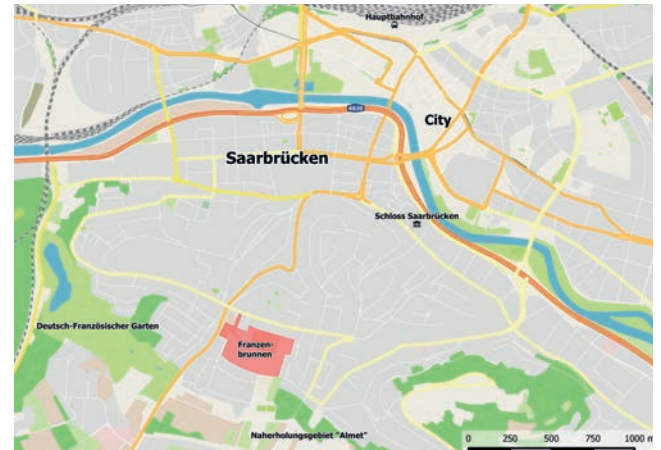 Hauptbahnhof
A620
City
Saarbrücken
Schloss Saarbrücken
Deutsch-Französischer Garten
Franzen-
brunnen
Naherholungsgebiet "Almet"
0 250 500 750 1000 m